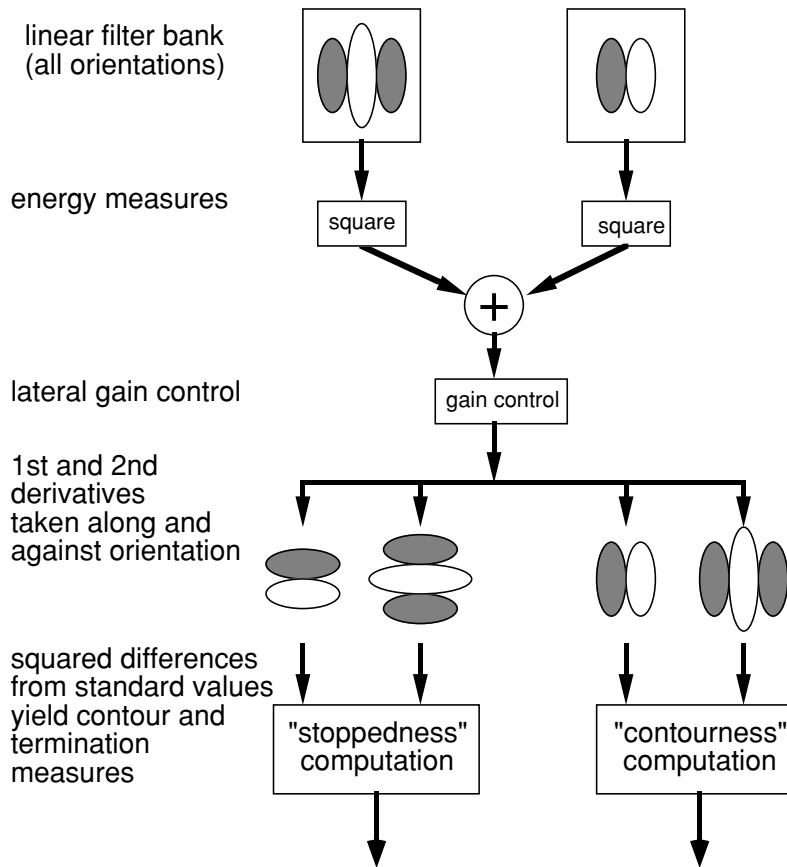 linear filter bank
(all orientations)
energy measures
square
square
+
lateral gain control
gain control
1st and 2nd
derivatives
taken along and
against orientation
squared differences
from standard values
yield contour and
termination
measures
"stoppedness"
computation
"contourness"
computation